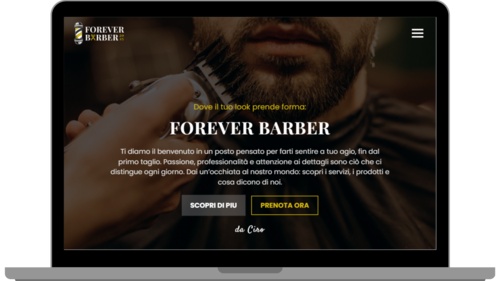 FOREVER
BARBER
Dove il tuo look prende forma:
FOREVER BARBER
Ti diamo il benvenuto in un posto pensato per farti sentire a tuo agio, fin dal
primo taglio. Passione, professionalità e attenzione ai dettagli sono ciò che ci
distingue ogni giorno. Dai un'occhiata al nostro mondo: scopri i servizi, i prodotti e
cosa dicono di noi.
SCOPRI DI PIU
PRENOTA ORA
da Ciro